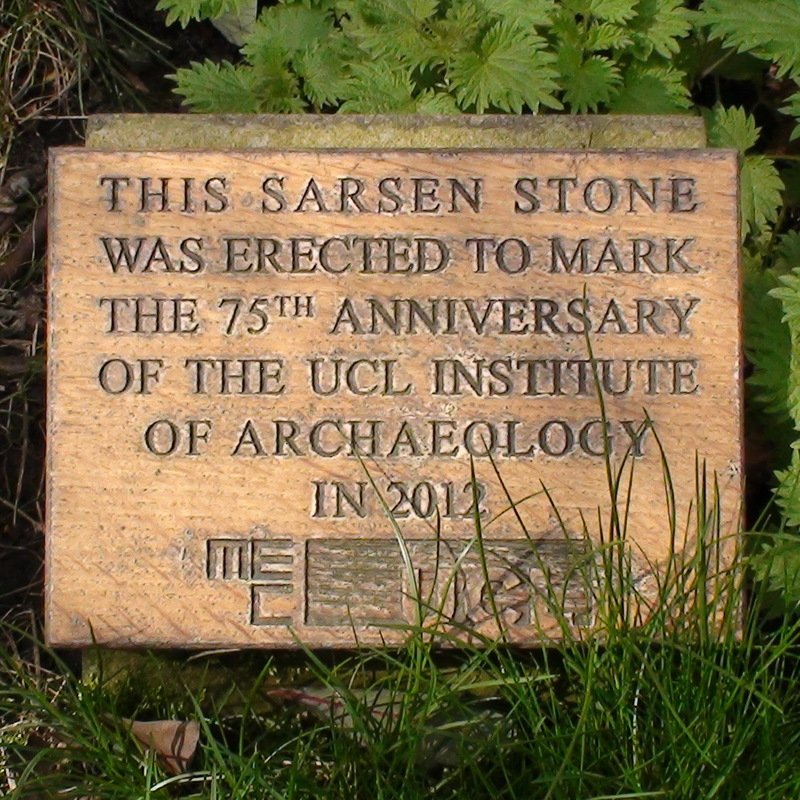 THIS SARSEN STONE
WAS ERECTED TO MARK
THE 75TH ANNIVERSARY
OF THE UCL INSTITUTE
OF ARCHAEOLOGY
IN 2012